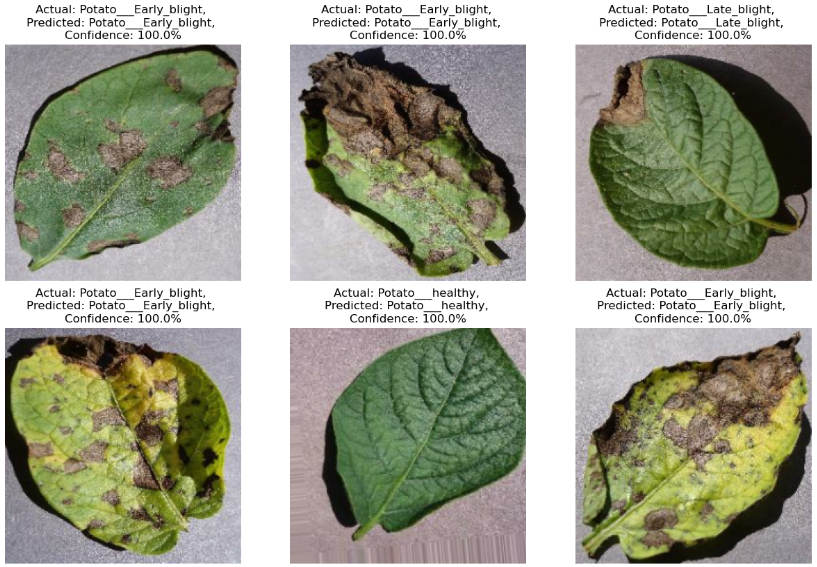 Actual: Potato___Early_blight,
Predicted: Potato___Early_blight,
Confidence: 100.0%
Actual: Potato___Early_blight,
Predicted: Potato___Early_blight,
Confidence: 100.0%
Actual: Potato___Late_blight,
Predicted: Potato___Late_blight,
Confidence: 100.0%
Actual: Potato___Early_blight,
Predicted: Potato___Early_blight,
Confidence: 100.0%
Actual: Potato___healthy,
Predicted: Potato___healthy,
Confidence: 100.0%
Actual: Potato___Early_blight,
Predicted: Potato___Early_blight,
Confidence: 100.0%